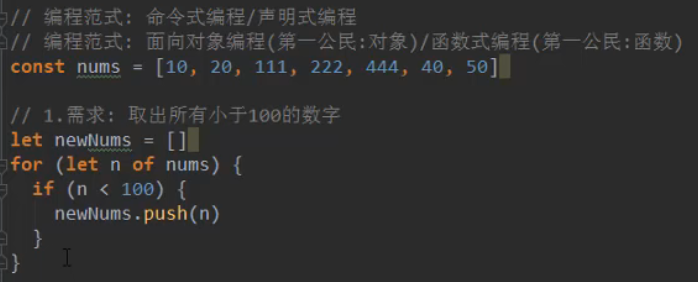 // 编程范式: 命令式编程/声明式编程
// 编程范式: 面向对象编程(第一公民:对象)/函数式编程(第一公民:函数)
const nums = [10, 20, 111, 222, 444, 40, 50]
// 1.需求: 取出所有小于100的数字
let newNums = []
for (let n of nums) {
if (n < 100) {
newNums.push(n)
}
}